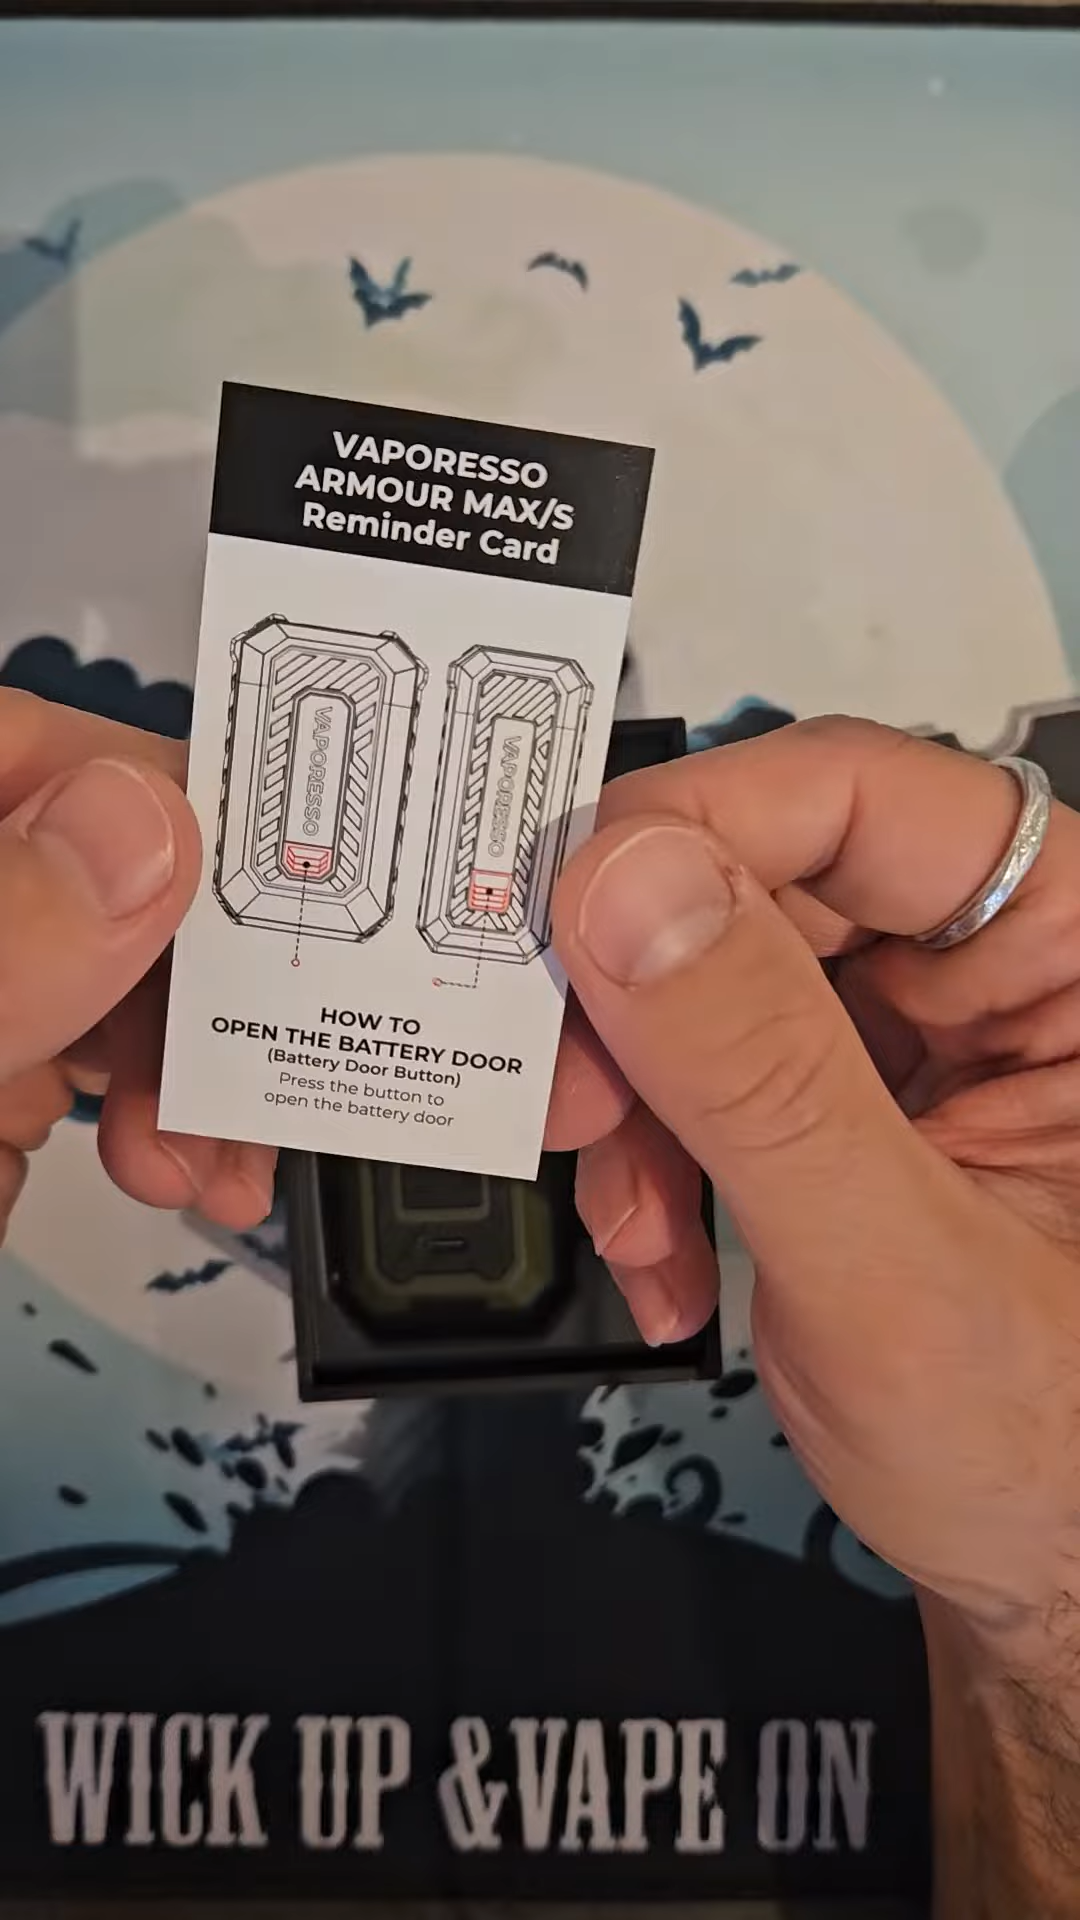 VAPORESSO
ARMOUR MAX/S
Reminder Card
VAPORESSO
VAPORESSO
HOW TO
OPEN THE BATTERY DOOR
(Battery Door Button)
Press the button to
open the battery door
WICK UP &VAPE ON